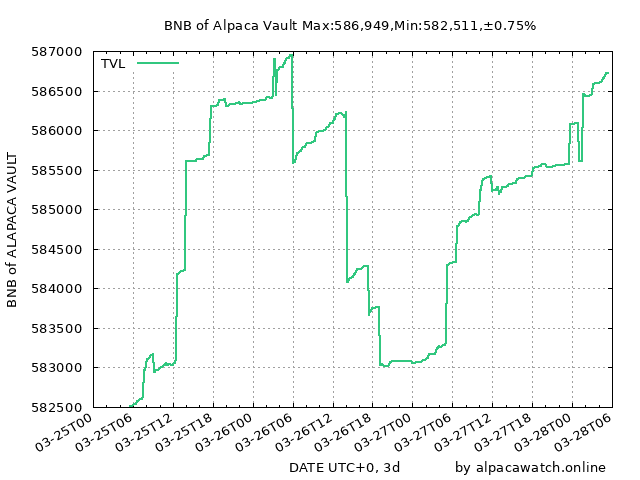 BNB of Alpaca Vault Max:586,949,Min:582,511,±0.75%
TVL
BNB of ALAPACA VAULT
587000
586500
586000
585500
585000
584500
584000
583500
583000
582500
03-25T00
03-25T06
03-25T12
03-25T18
03-26T00
03-26T06
03-26T12
03-26T18
03-27T00
03-27T06
03-27T12
03-27T18
03-28T00
03-28T06
DATE UTC+0, 3d
by alpacawatch.online